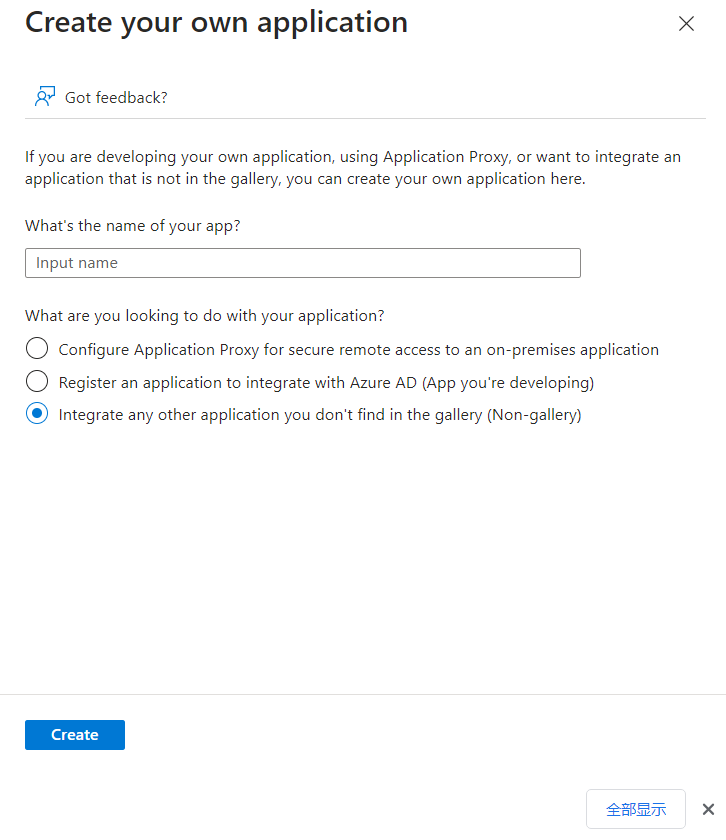 Create your own application
Got feedback?
If you are developing your own application, using Application Proxy, or want to integrate an
application that is not in the gallery, you can create your own application here.
What's the name of your app?
Input name
What are you looking to do with your application?
Configure Application Proxy for secure remote access to an on-premises application
Register an application to integrate with Azure AD (App you're developing)
Integrate any other application you don't find in the gallery (Non-gallery)
Create
全部显示